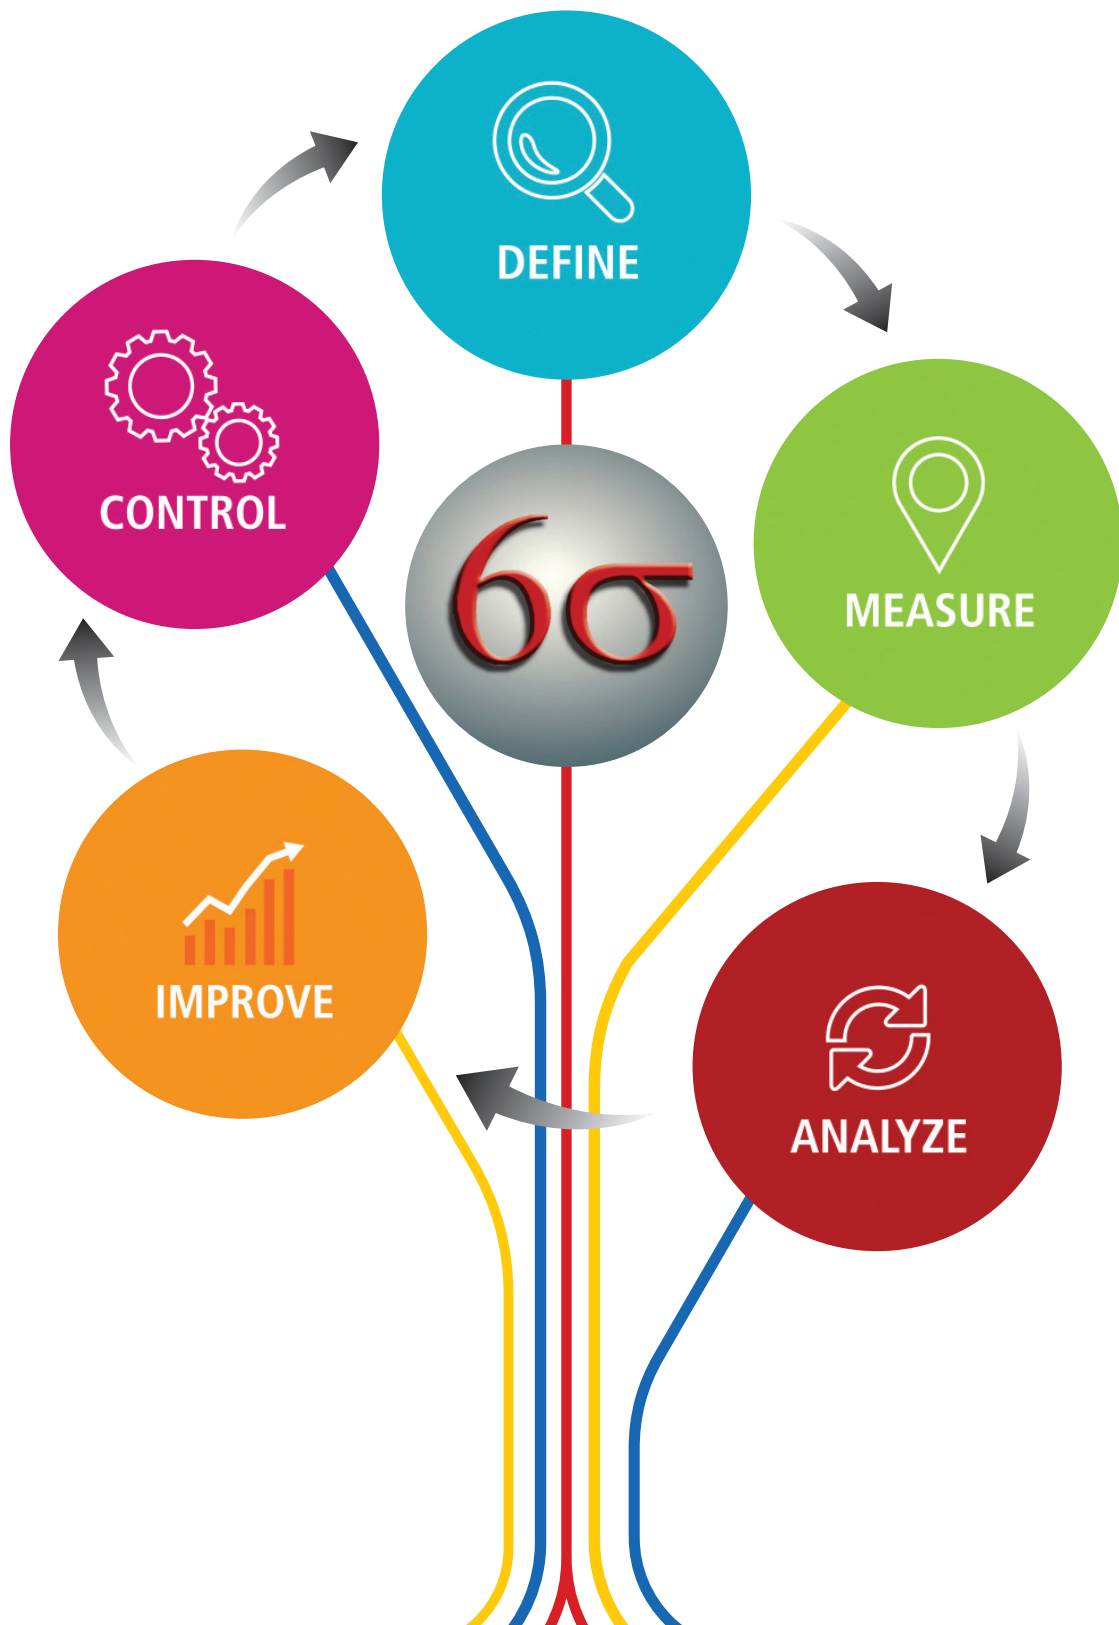 DEFINE
MEASURE
ANALYZE
IMPROVE
CONTROL
6σ